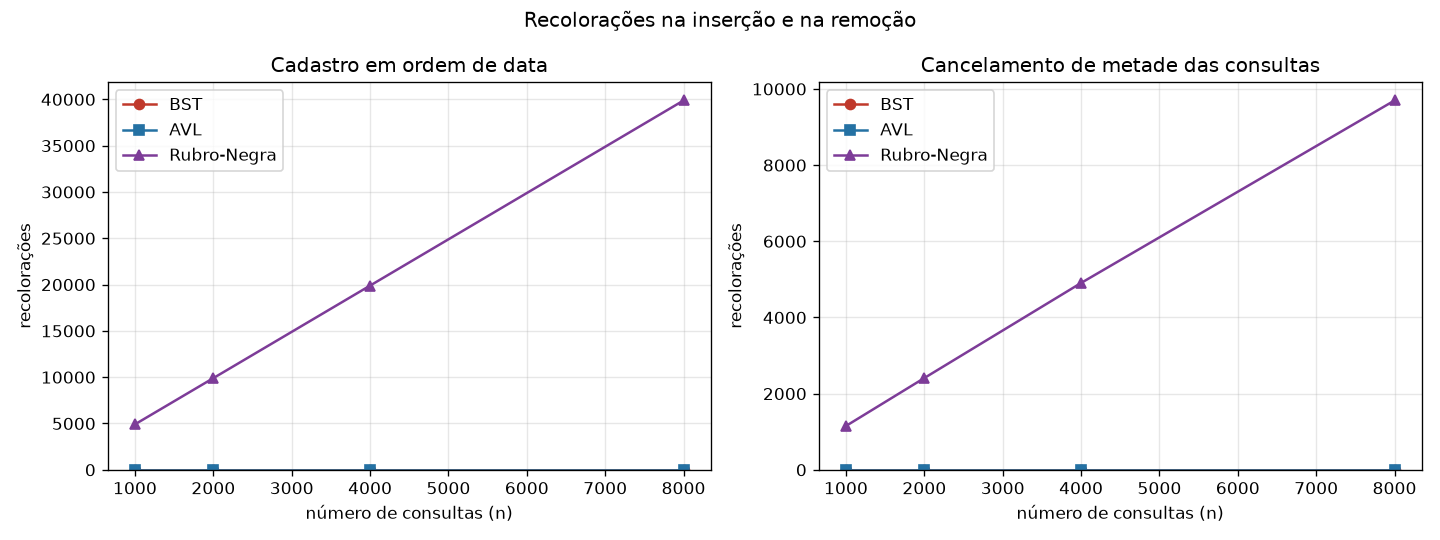 Recolorações na inserção e na remoção
Cadastro em ordem de data
BST
AVL
Rubro-Negra
recolorações
40000
35000
30000
25000
20000
15000
10000
5000
0
1000 2000 3000 4000 5000 6000 7000 8000
número de consultas (n)
Cancelamento de metade das consultas
BST
AVL
Rubro-Negra
recolorações
10000
8000
6000
4000
2000
0
1000 2000 3000 4000 5000 6000 7000 8000
número de consultas (n)